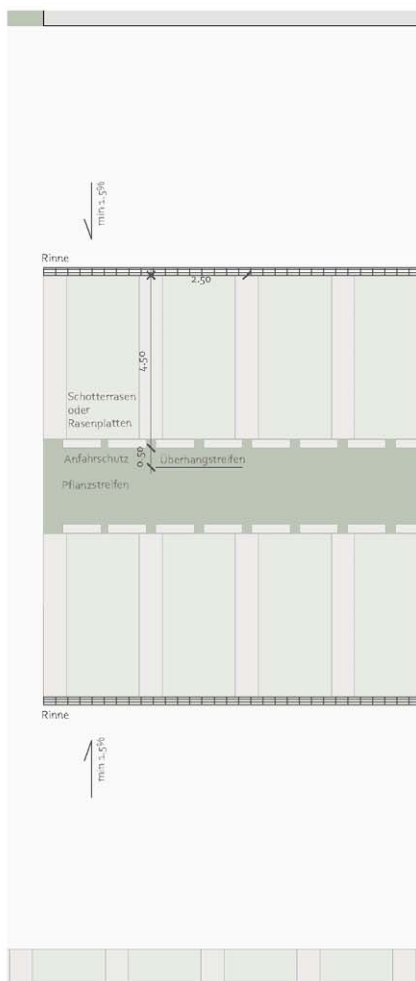 min 1.5%
Rinne
2.50
4.50
Schotterrasen
oder
Rasenplatten
Anfahrschutz
0.50
Überhangstreifen
Pflanzstreifen
Rinne
min 1.5%